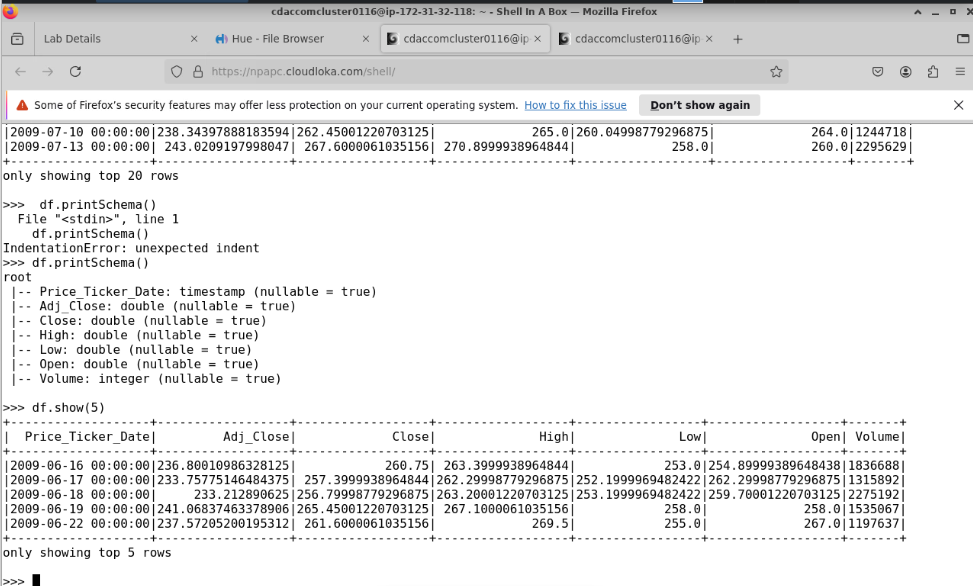 cdaccomcluster0116@ip-172-31-32-118: ~ - Shell In A Box — Mozilla Firefox
Lab Details × Hue - File Browser × cdaccomcluster0116@ip- × cdaccomcluster0116@ip- × +
https://npapc.cloudloka.com/shell/
Some of Firefox's security features may offer less protection on your current operating system. How to fix this issue Don't show again
|2009-07-10 00:00:00|238.34397888183594|262.45001220703125| 265.0|260.04998779296875| 264.0|1244718|
|2009-07-13 00:00:00| 243.0209197998047| 267.6000061035156| 270.8999938964844| 258.0| 260.0|2295629|
+-------------------+------------------+------------------+------------------+------------------+------------------+-------+
only showing top 20 rows
>>>  df.printSchema()
  File "<stdin>", line 1
    df.printSchema()
IndentationError: unexpected indent
>>> df.printSchema()
root
 |-- Price_Ticker_Date: timestamp (nullable = true)
 |-- Adj_Close: double (nullable = true)
 |-- Close: double (nullable = true)
 |-- High: double (nullable = true)
 |-- Low: double (nullable = true)
 |-- Open: double (nullable = true)
 |-- Volume: integer (nullable = true)
>>> df.show(5)
+-------------------+------------------+------------------+------------------+-----------------+------------------+-------+
|  Price_Ticker_Date|         Adj_Close|             Close|              High|              Low|              Open| Volume|
+-------------------+------------------+------------------+------------------+-----------------+------------------+-------+
|2009-06-16 00:00:00|236.80010986328125|            260.75| 263.3999938964844|            253.0|254.89999389648438|1836688|
|2009-06-17 00:00:00|233.75775146484375| 257.3999938964844|262.29998779296875|252.1999969482422|262.29998779296875|1315892|
|2009-06-18 00:00:00|     233.212890625|256.79998779296875|263.20001220703125|253.1999969482422|259.70001220703125|2275192|
|2009-06-19 00:00:00|241.06837463378906|265.45001220703125| 267.1000061035156|            258.0|             258.0|1535067|
|2009-06-22 00:00:00|237.57205200195312| 261.6000061035156|             269.5|            255.0|             267.0|1197637|
+-------------------+------------------+------------------+------------------+-----------------+------------------+-------+
only showing top 5 rows
>>>